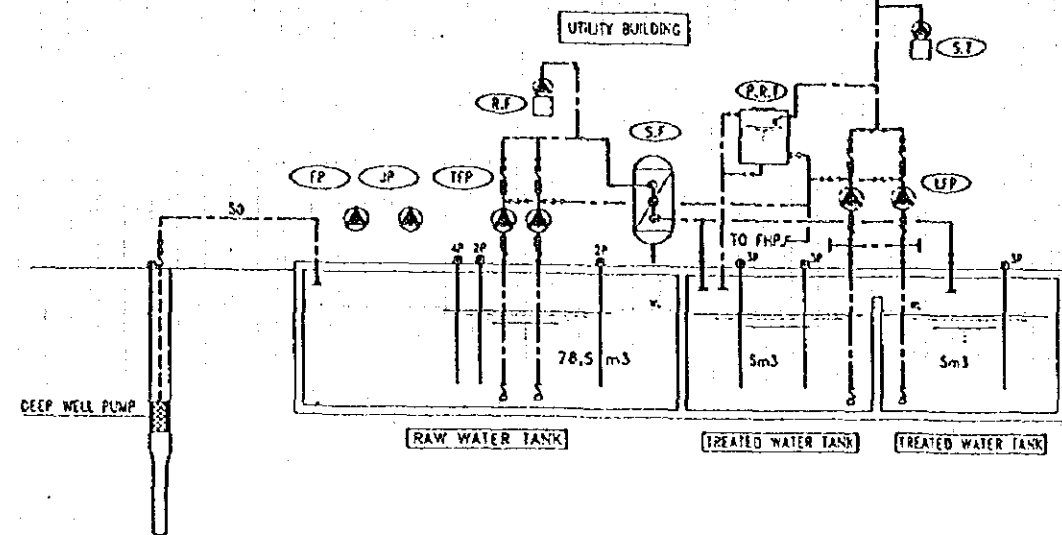 UTILITY BUILDING
S.T
R.F
P.R.T
S.F
FP
JP
TFP
LFP
50
TO FHP.S
4P
2P
2P
3P
3P
3P
78,5 m3
5m3
5m3
DEEP WELL PUMP
RAW WATER TANK
TREATED WATER TANK
TREATED WATER TANK